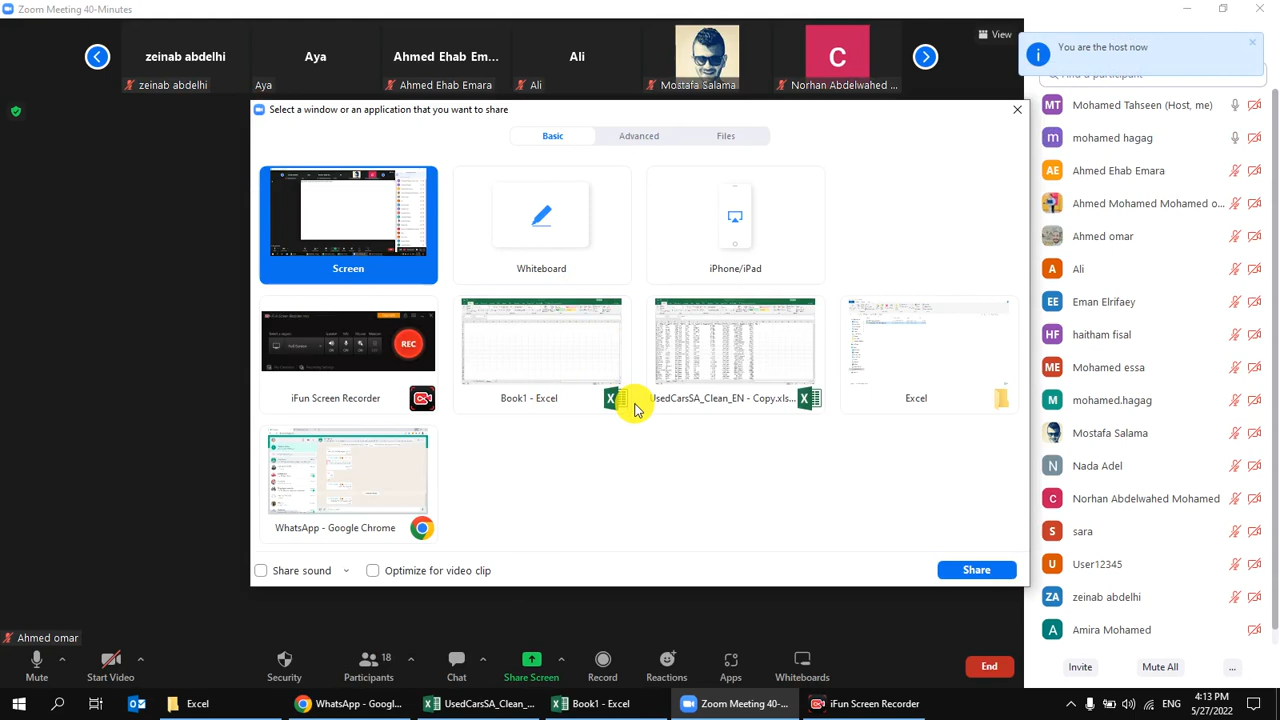 Zoom Meeting 40-Minutes
zeinab abdelhi
Aya
Ahmed Ehab Ema...
Ali
View
zeinab abdelhi
Aya
Ahmed Ehab Emara
Ali
Mostafa Salama
C
Norhan Abdelwahed ...
You are the host now
Find a participant
Select a window or an application that you want to share
Basic
Advanced
Files
Screen
Whiteboard
iPhone/iPad
REC
iFun Screen Recorder
Book1 - Excel
UsedCarsSA_Clean_EN - Copy.xls...
Excel
WhatsApp - Google Chrome
Share sound
Optimize for video clip
Share
MT Mohamed Tahseen (Host, me)
m mohamed hagag
AE Ahmed Ehab Emara
Ahmed Mohamed Mohamed o...
Ahmed omar
A Ali
EE Eman Elrifaey
HF haitham fisal
ME Mohamed essa
M mohamed.hagag
Mostafa Salama
N Nada Adel
C Norhan Abdelwahed Mohamed
S sara
U User12345
ZA zeinab abdelhi
A Amira Mohamed
Ahmed omar
Mute
Start Video
Security
18
Participants
Chat
Share Screen
Record
Reactions
Apps
Whiteboards
End
Invite
Mute All
...
Excel
WhatsApp - Google...
UsedCarsSA_Clean_...
Book1 - Excel
Zoom Meeting 40-...
iFun Screen Recorder
ENG
4:13 PM
5/27/2022